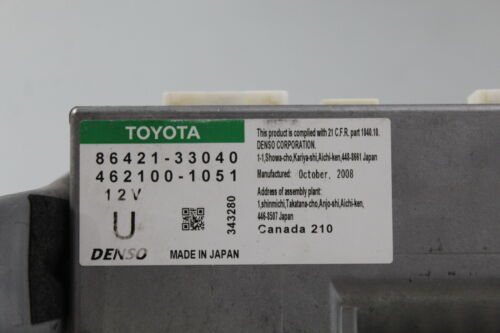 TOYOTA
86421-33040
462100-1051
12V
U
343280
DENSO
MADE IN JAPAN
This product is complied with 21 C.F.R. part 1040.10.
DENSO CORPORATION.
1-1,Showa-cho,Kariya-shi,Aichi-ken,448-8661 Japan
Manufactured: October, 2008
Address of assembly plant:
1,shinmichi,Takatana-cho,Anjo-shi,Aichi-ken,
446-8507 Japan
Canada 210